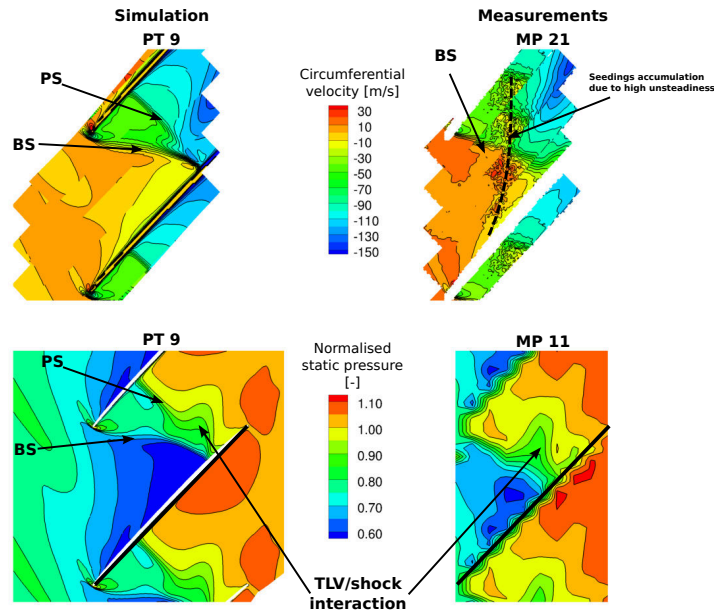 Simulation
Measurements
PT 9
MP 21
PS
BS
Circumferential
velocity [m/s]
30
10
-10
-30
-50
-70
-90
-110
-130
-150
BS
Seedings accumulation
due to high unsteadiness
PT 9
MP 11
PS
BS
Normalised
static pressure
[-]
1.10
1.00
0.90
0.80
0.70
0.60
TLV/shock
interaction